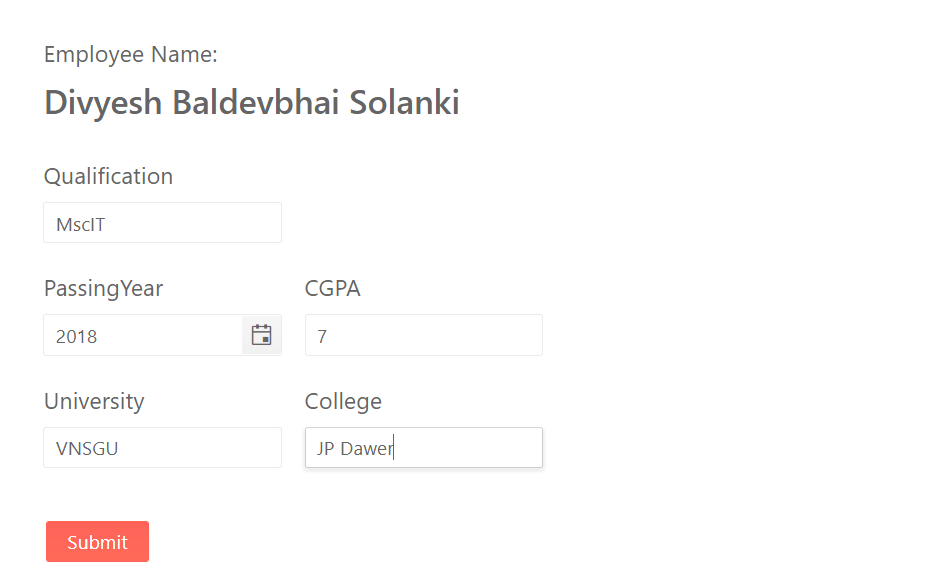 Employee Name:
Divyesh Baldevbhai Solanki
Qualification
MscIT
PassingYear CGPA
2018 7
University College
VNSGU JP Dawer
Submit